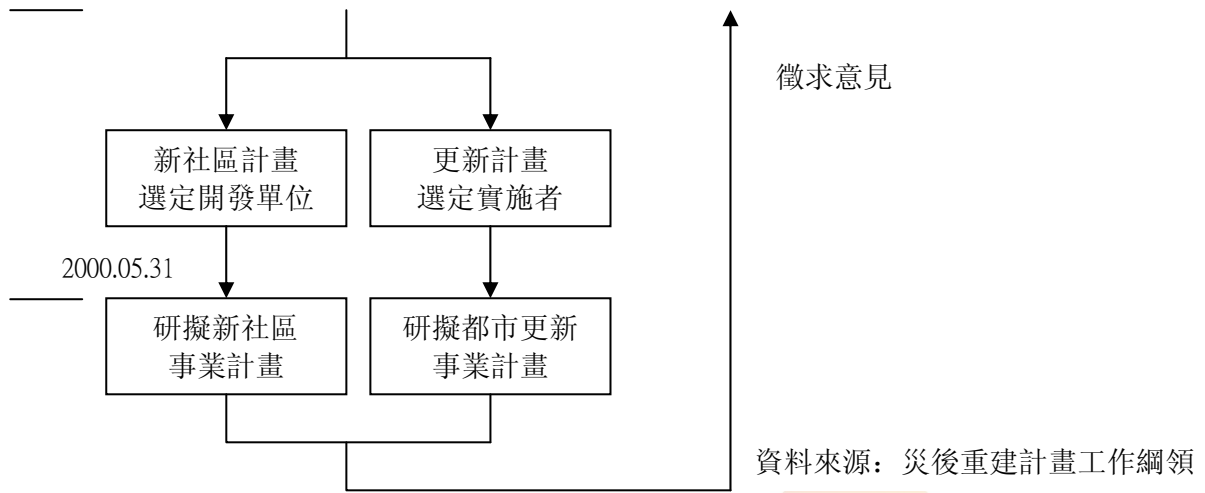 徵求意見
新社區計畫
選定開發單位
更新計畫
選定實施者
2000.05.31
研擬新社區
事業計畫
研擬都市更新
事業計畫
資料來源：災後重建計畫工作綱領